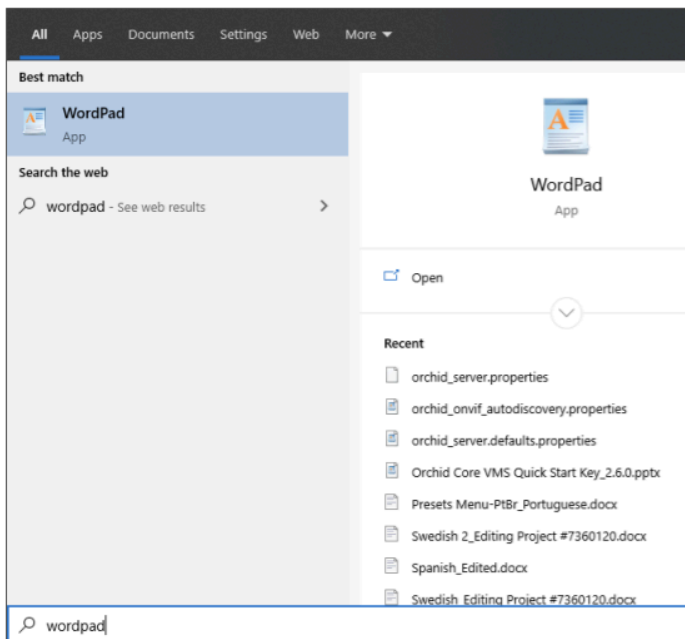 All Apps Documents Settings Web More
Best match
WordPad
App
Search the web
wordpad - See web results
WordPad
App
Open
Recent
orchid_server.properties
orchid_onvif_autodiscovery.properties
orchid_server.defaults.properties
Orchid Core VMS Quick Start Key_2.6.0.pptx
Presets Menu-PtBr_Portuguese.docx
Swedish 2_Editing Project #7360120.docx
Spanish_Edited.docx
Swedish Editing Project #7360120.docx
wordpad